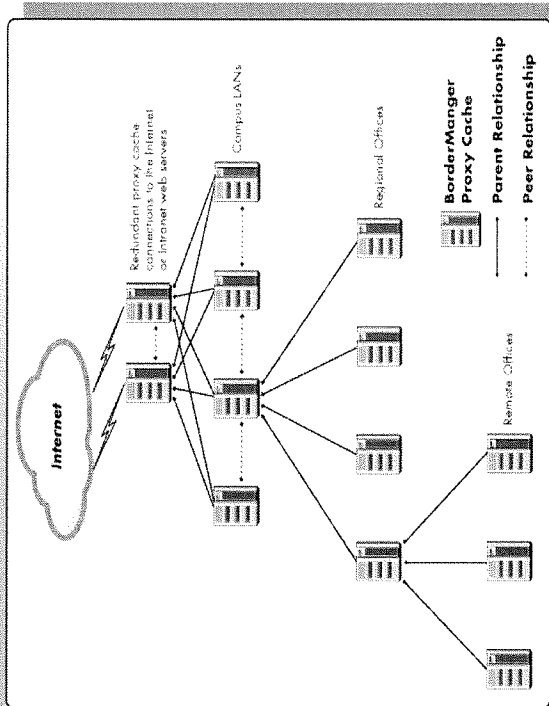 Internet
Redundant proxy cache
connections to the Internet
or Intranet web servers
Campus LANs
Regional Offices
Remote Offices
BorderManger
Proxy Cache
Parent Relationship
Peer Relationship